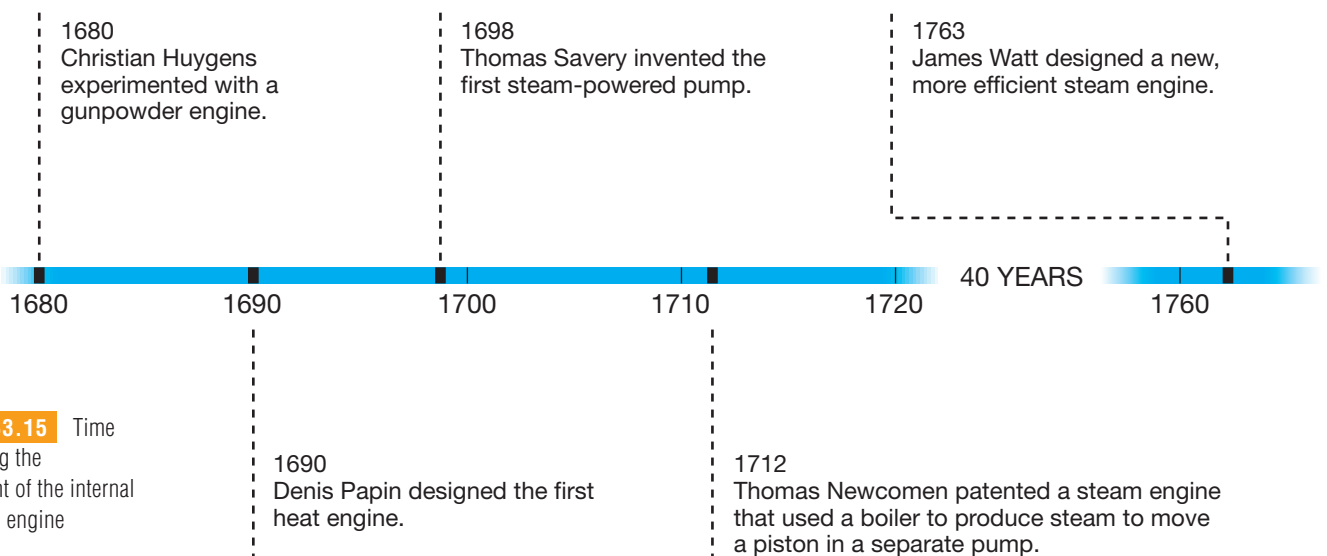 1680
Christian Huygens
experimented with a
gunpowder engine.
1698
Thomas Savery invented the
first steam-powered pump.
1763
James Watt designed a new,
more efficient steam engine.
40 YEARS
1680 1690 1700 1710 1720 1760
3.15 Time
g the
nt of the internal
engine
1690
Denis Papin designed the first
heat engine.
1712
Thomas Newcomen patented a steam engine
that used a boiler to produce steam to move
a piston in a separate pump.